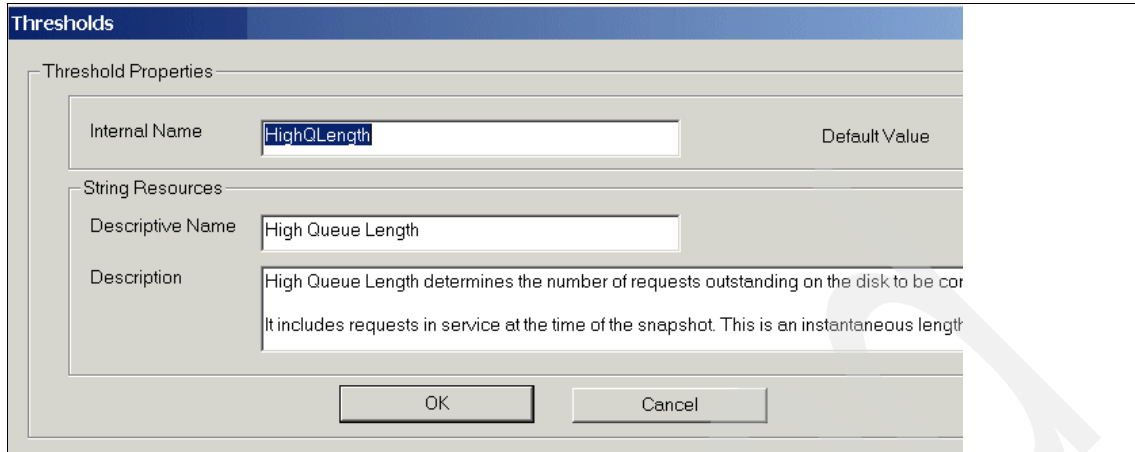 Thresholds
Threshold Properties
Internal Name HighQLength Default Value
String Resources
Descriptive Name High Queue Length
Description High Queue Length determines the number of requests outstanding on the disk to be
It includes requests in service at the time of the snapshot. This is an instantaneous length
OK Cancel